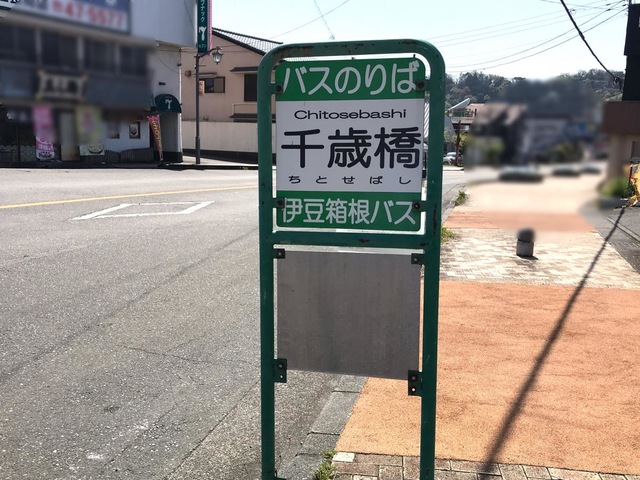 バスのりば
Chitosebashi
千歳橋
ちとせばし
伊豆箱根バス